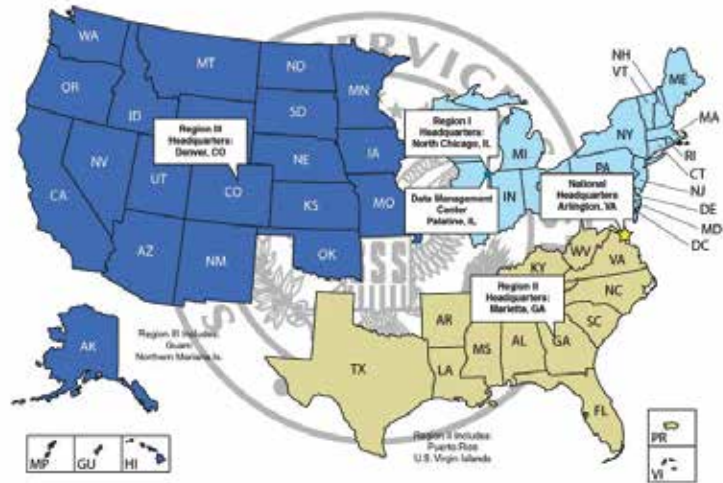 WA
MT
ND
MN
OR
ID
SD
NV
UT
CO
NE
IA
CA
KS
MO
AZ
NM
OK
Region III
Headquarters:
Denver, CO
Region I
Headquarters:
North Chicago, IL
Data Management
Center
Palatine, IL
National
Headquarters
Arlington, VA
Region II
Headquarters:
Marietta, GA
MI
IN
PA
NY
NH
VT
ME
MA
RI
CT
NJ
DE
MD
DC
KY
WV
VA
NC
SC
AR
TX
LA
MS
AL
GA
FL
AK
Region III Includes:
Guam
Northern Mariana Is.
Region II Includes:
Puerto Rico
U.S. Virgin Islands
MP
GU
HI
PR
VI
SERVICE
SS